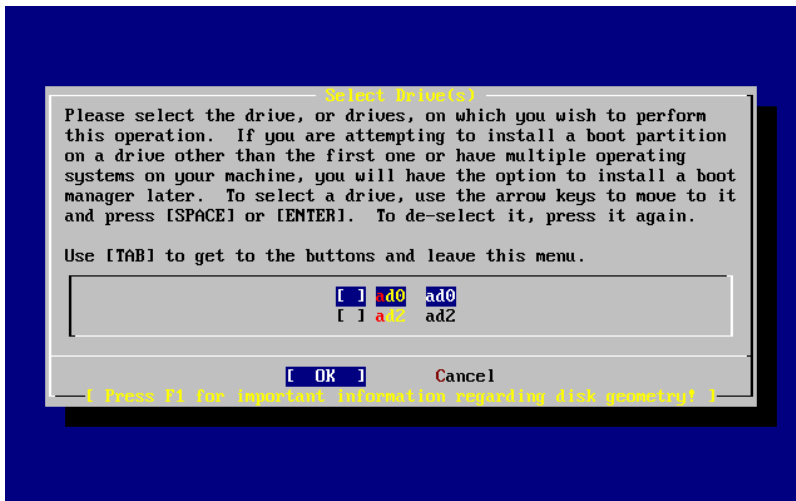 Select Drive(s)
Please select the drive, or drives, on which you wish to perform
this operation.  If you are attempting to install a boot partition
on a drive other than the first one or have multiple operating
systems on your machine, you will have the option to install a boot
manager later.  To select a drive, use the arrow keys to move to it
and press [SPACE] or [ENTER].  To de-select it, press it again.
Use [TAB] to get to the buttons and leave this menu.
[ ] ad0 ad0
[ ] ad2 ad2
[ OK ] Cancel
[ Press F1 for important information regarding disk geometry! ]